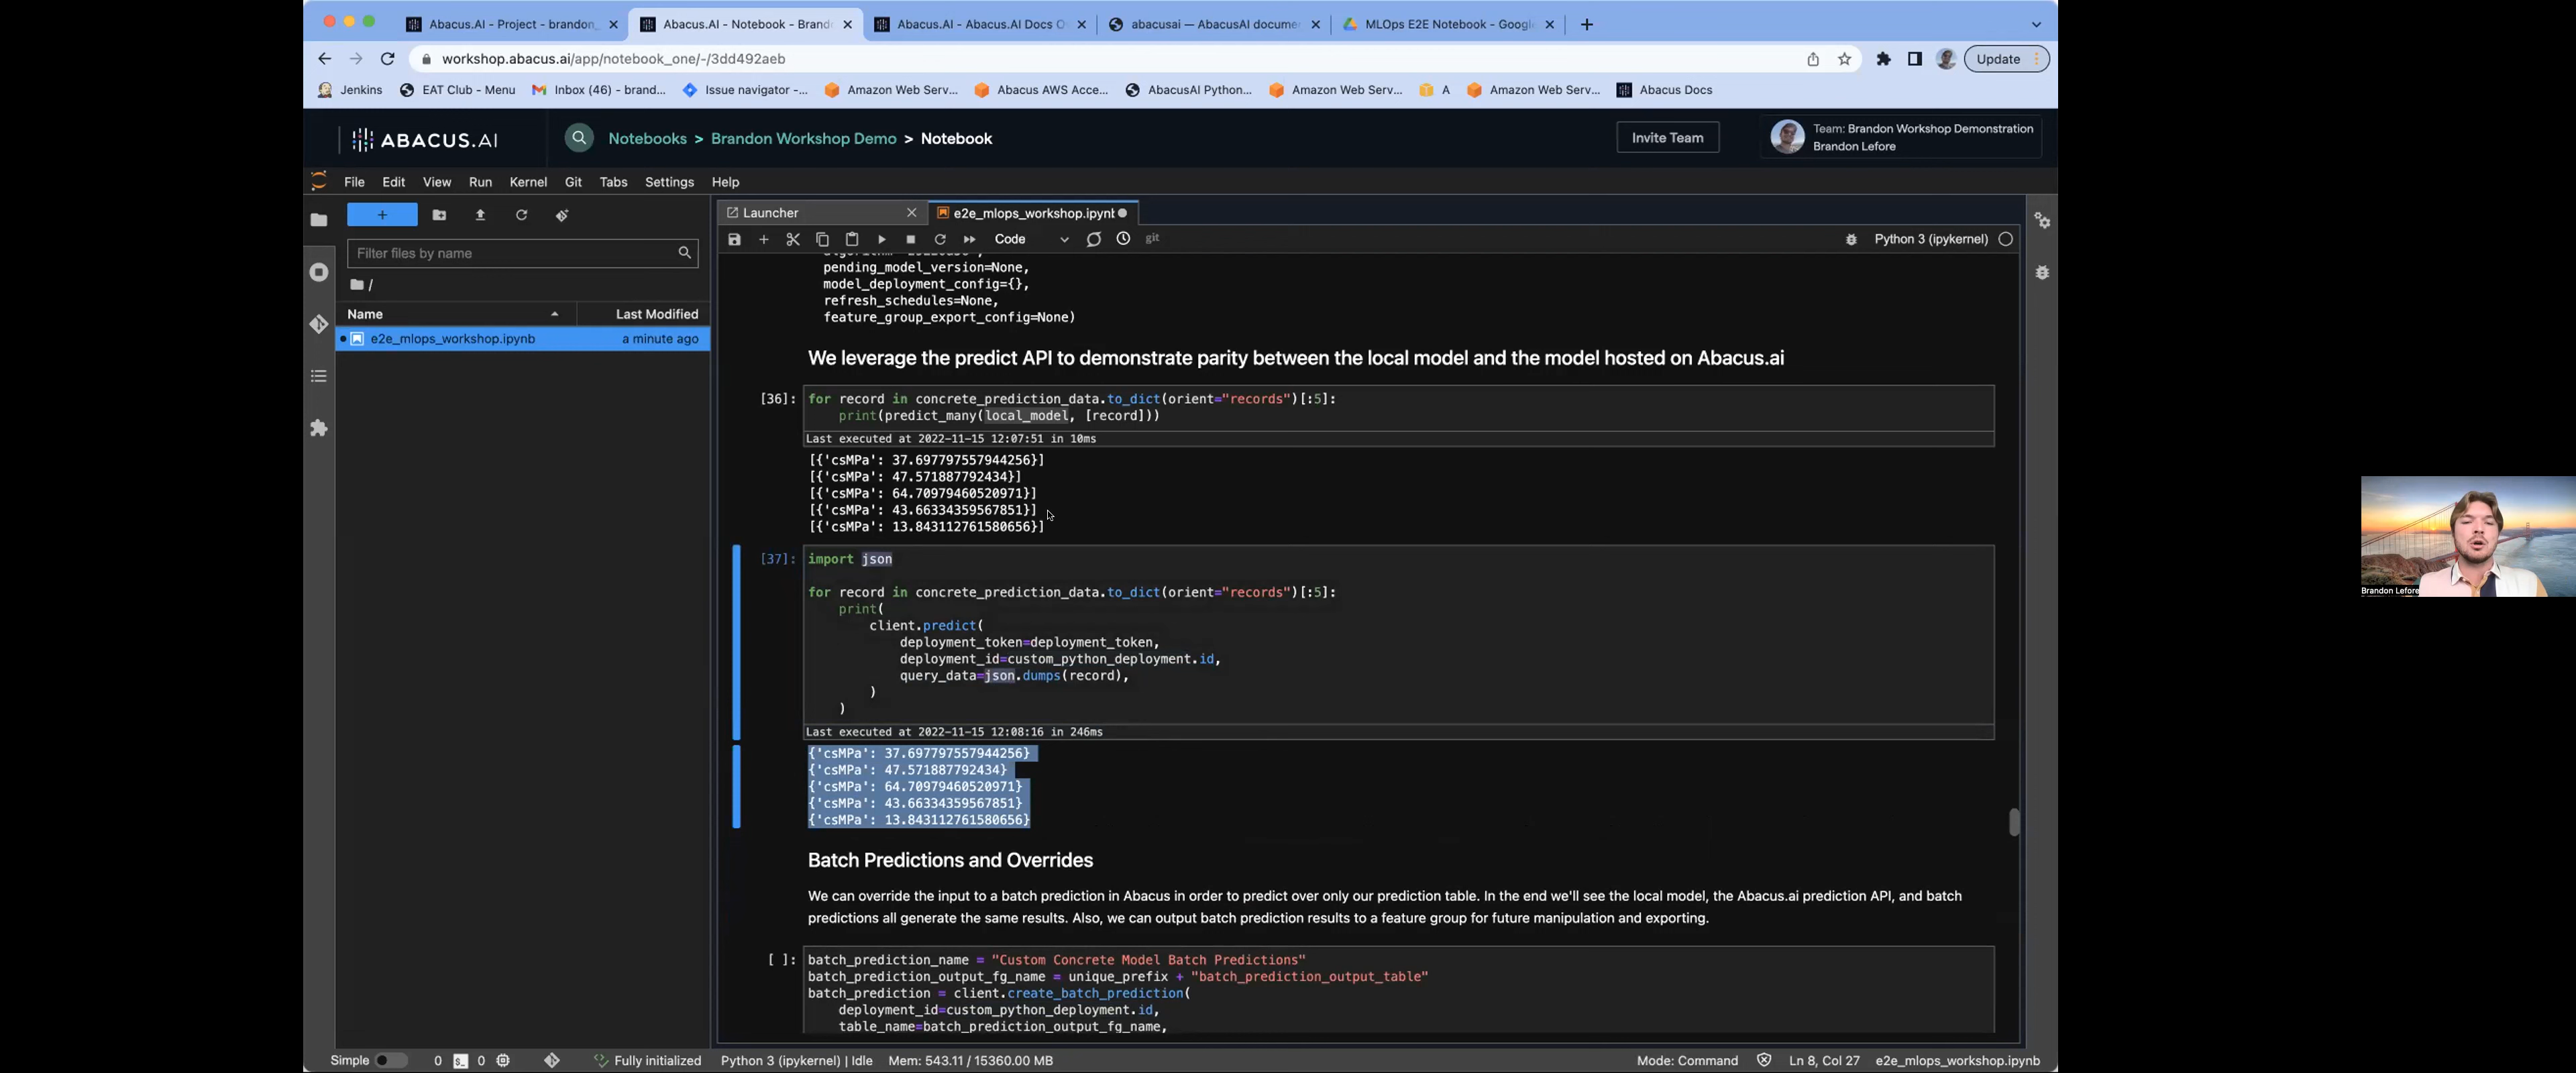 Abacus.AI - Project - brandon_
Abacus.AI - Notebook - Brand
Abacus.AI - Abacus.AI Docs O
abacusai — AbacusAI docume
MLOps E2E Notebook - Googl
workshop.abacus.ai/app/notebook_one/-/3dd492aeb
Update
Jenkins
EAT Club - Menu
Inbox (46) - brand...
Issue navigator -...
Amazon Web Serv...
Abacus AWS Acce...
AbacusAI Python...
Amazon Web Serv...
A
Amazon Web Serv...
Abacus Docs
ABACUS.AI
Notebooks > Brandon Workshop Demo > Notebook
Invite Team
Team: Brandon Workshop Demonstration
Brandon Lefore
File Edit View Run Kernel Git Tabs Settings Help
+
Filter files by name
/
Name Last Modified
e2e_mlops_workshop.ipynb a minute ago
Launcher
e2e_mlops_workshop.ipynb
Code
git
Python 3 (ipykernel)
pending_model_version=None,
model_deployment_config={},
refresh_schedules=None,
feature_group_export_config=None)
We leverage the predict API to demonstrate parity between the local model and the model hosted on Abacus.ai
[36]: for record in concrete_prediction_data.to_dict(orient="records")[:5]:
print(predict_many(local_model, [record]))
Last executed at 2022-11-15 12:07:51 in 10ms
[{'csMPa': 37.697797557944256}]
[{'csMPa': 47.571887792434}]
[{'csMPa': 64.70979460520971}]
[{'csMPa': 43.66334359567851}]
[{'csMPa': 13.843112761580656}]
[37]: import json
for record in concrete_prediction_data.to_dict(orient="records")[:5]:
print(
client.predict(
deployment_token=deployment_token,
deployment_id=custom_python_deployment.id,
query_data=json.dumps(record),
)
)
Last executed at 2022-11-15 12:08:16 in 246ms
{'csMPa': 37.697797557944256}
{'csMPa': 47.571887792434}
{'csMPa': 64.70979460520971}
{'csMPa': 43.66334359567851}
{'csMPa': 13.843112761580656}
Batch Predictions and Overrides
We can override the input to a batch prediction in Abacus in order to predict over only our prediction table. In the end we'll see the local model, the Abacus.ai prediction API, and batch
predictions all generate the same results. Also, we can output batch prediction results to a feature group for future manipulation and exporting.
[ ]: batch_prediction_name = "Custom Concrete Model Batch Predictions"
batch_prediction_output_fg_name = unique_prefix + "batch_prediction_output_table"
batch_prediction = client.create_batch_prediction(
deployment_id=custom_python_deployment.id,
table_name=batch_prediction_output_fg_name,
Simple 0 $_ 0 Fully initialized Python 3 (ipykernel) | Idle Mem: 543.11 / 15360.00 MB
Mode: Command Ln 8, Col 27 e2e_mlops_workshop.ipynb
Brandon Lefore